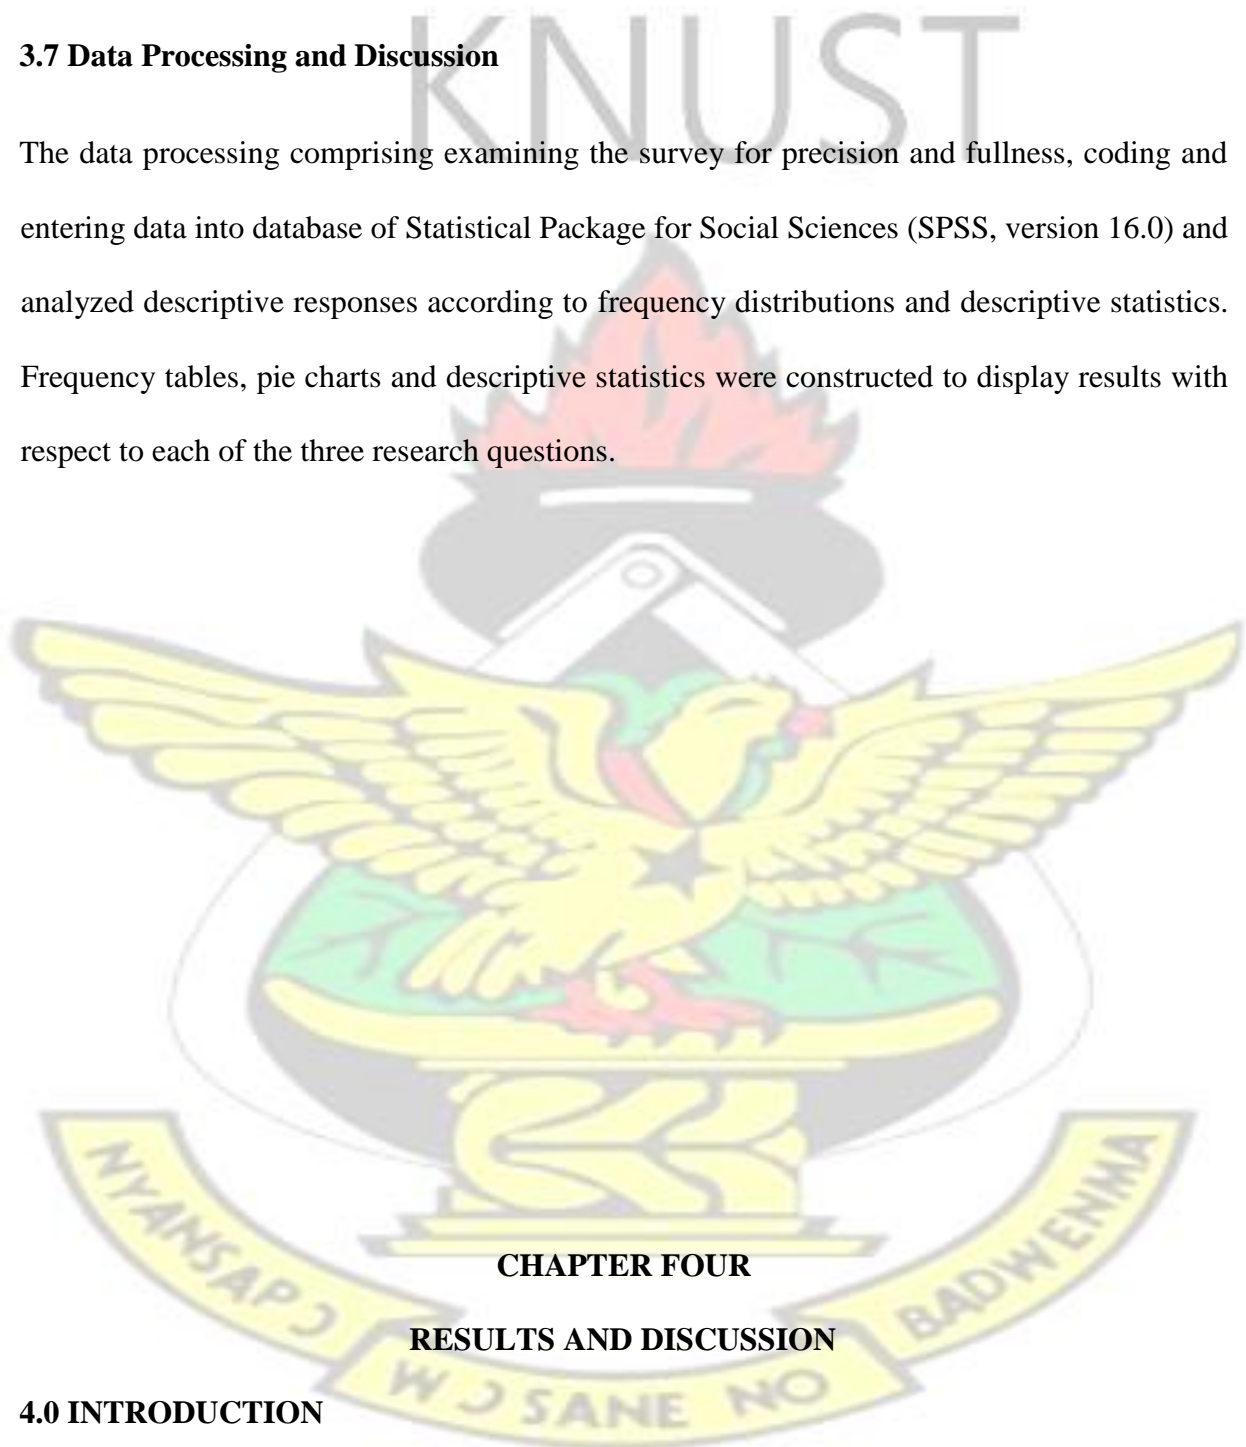 KNUST
3.7 Data Processing and Discussion
The data processing comprising examining the survey for precision and fullness, coding and
entering data into database of Statistical Package for Social Sciences (SPSS, version 16.0) and
analyzed descriptive responses according to frequency distributions and descriptive statistics.
Frequency tables, pie charts and descriptive statistics were constructed to display results with
respect to each of the three research questions.
CHAPTER FOUR
RESULTS AND DISCUSSION
4.0 INTRODUCTION
NYANSAPƆ WƆSANE NO BADWENMA